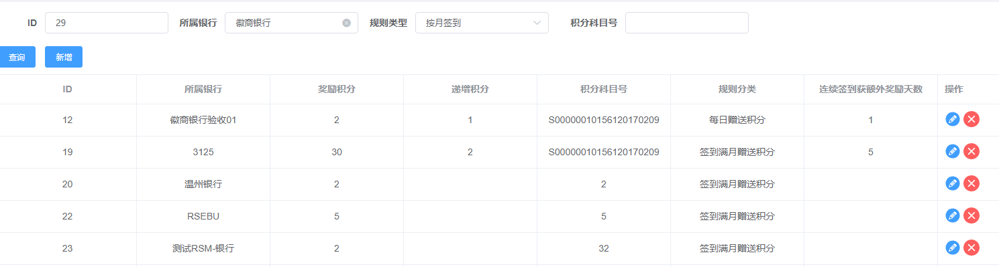 ID 29 所属银行 徽商银行 规则类型 按月签到 积分科目号
查询 新增
ID 所属银行 奖励积分 递增积分 积分科目号 规则分类 连续签到获额外奖励天数 操作
12 徽商银行验收01 2 1 S00000010156120170209 每日赠送积分 1
19 3125 30 2 S00000010156120170209 签到满月赠送积分 5
20 温州银行 2 2 签到满月赠送积分
22 RSEBU 5 5 签到满月赠送积分
23 测试RSM-银行 2 32 签到满月赠送积分